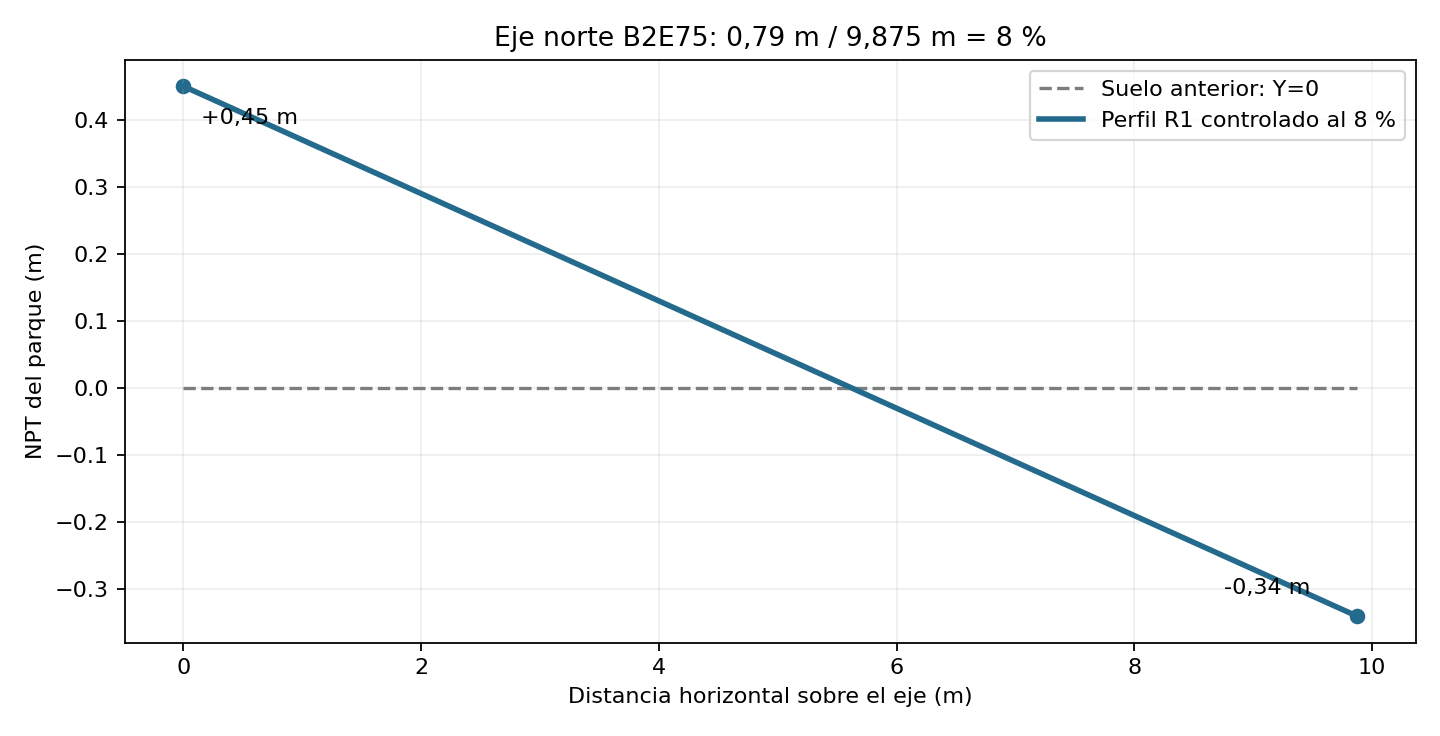 Eje norte B2E75: 0,79 m / 9,875 m = 8 %
Suelo anterior: Y=0
Perfil R1 controlado al 8 %
+0,45 m
-0,34 m
NPT del parque (m)
0.4
0.3
0.2
0.1
0.0
−0.1
−0.2
−0.3
0 2 4 6 8 10
Distancia horizontal sobre el eje (m)